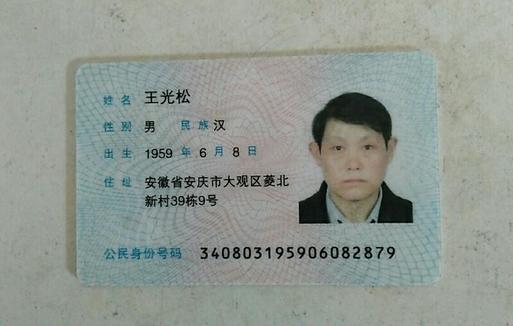 姓名 王光松
性别 男 民族 汉
出生 1959 年 6 月 8 日
住址 安徽省安庆市大观区菱北
新村39栋9号
公民身份号码 340803195906082879